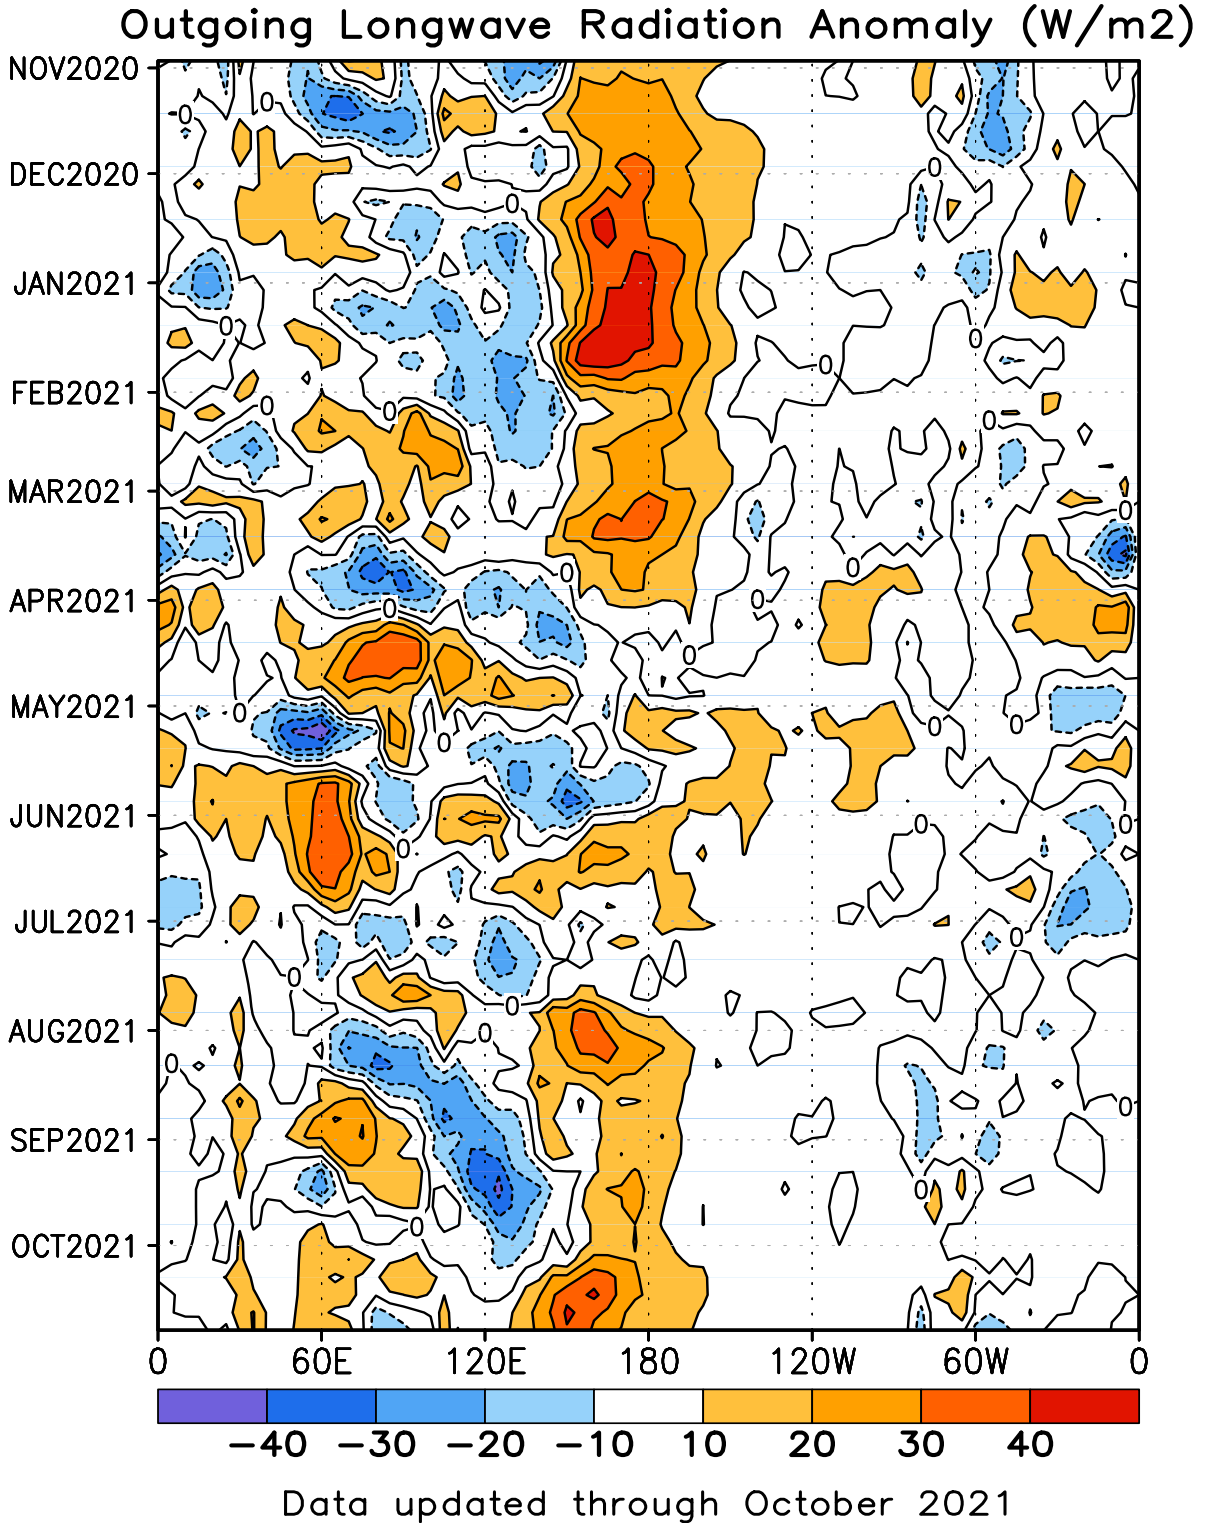 Outgoing Longwave Radiation Anomaly (W/m2)
NOV2020
DEC2020
JAN2021
FEB2021
MAR2021
APR2021
MAY2021
JUN2021
JUL2021
AUG2021
SEP2021
OCT2021
0 60E 120E 180 120W 60W 0
−40 −30 −20 −10 10 20 30 40
Data updated through October 2021